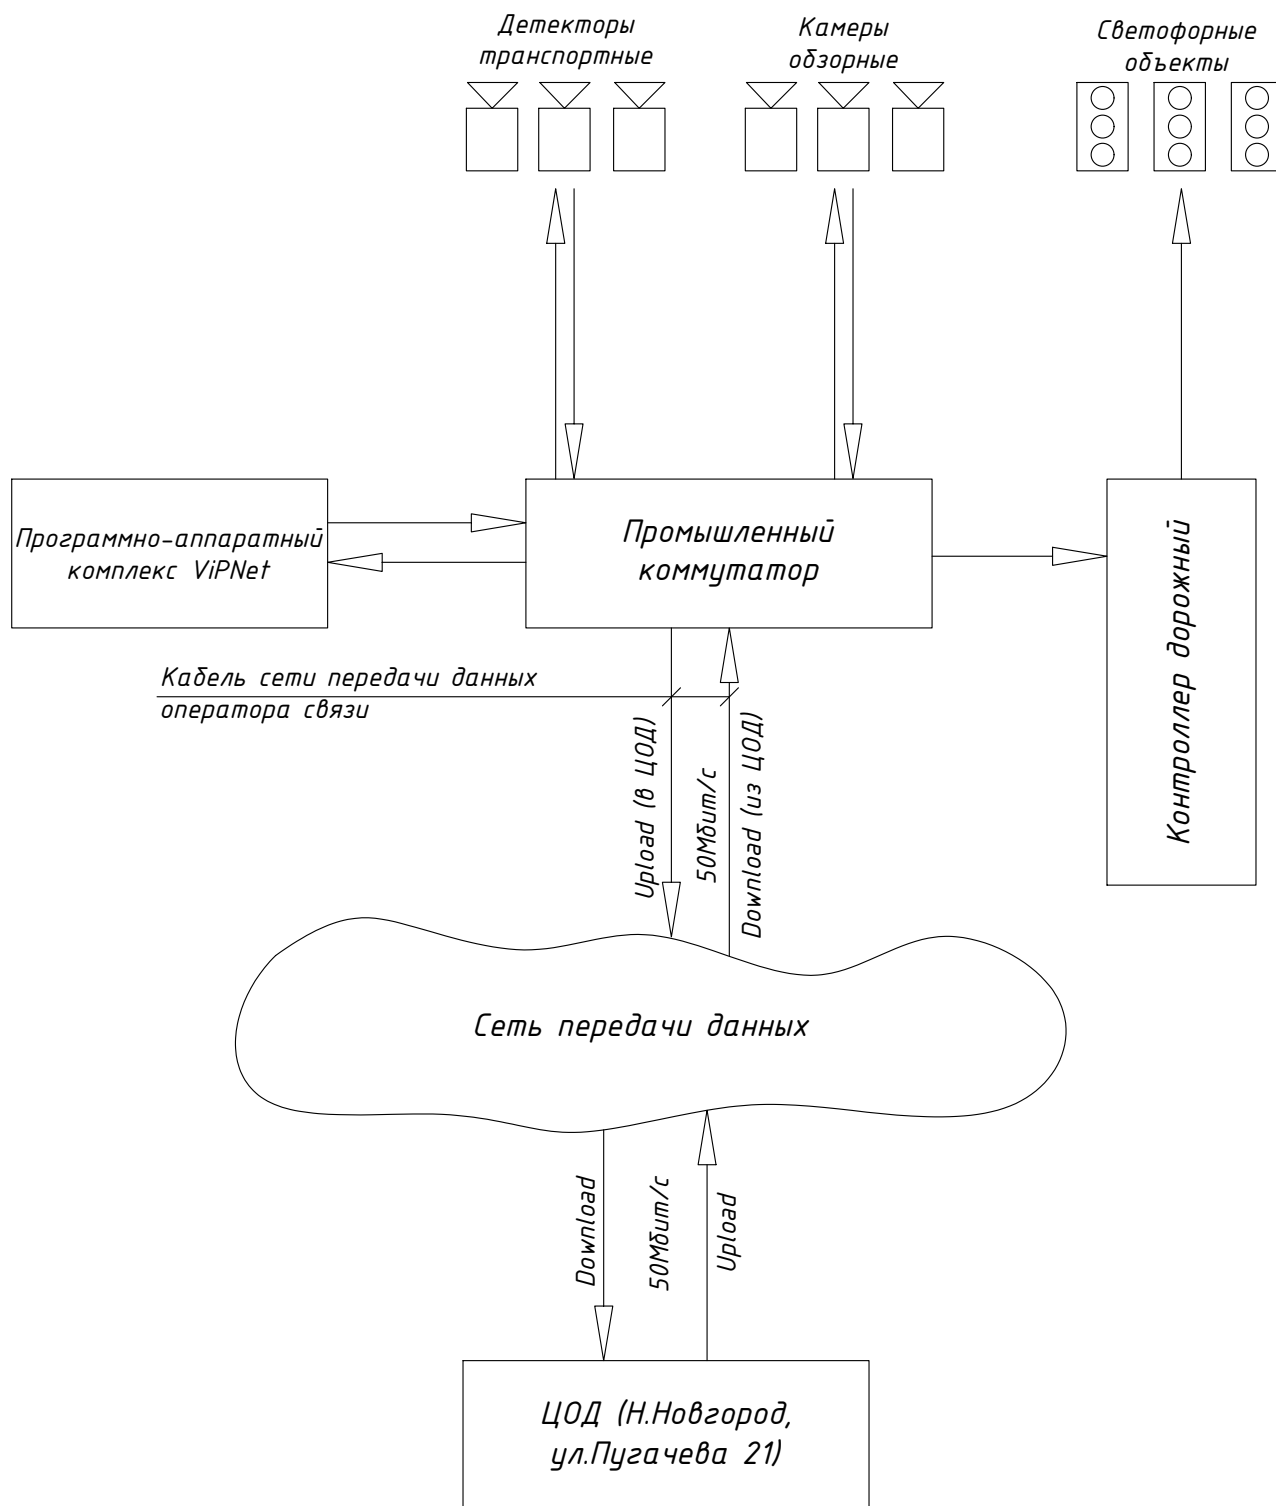 Детекторы
транспортные
Камеры
обзорные
Светофорные
объекты
Программно-аппаратный
комплекс ViPNet
Промышленный
коммутатор
Контроллер дорожный
Кабель сети передачи данных
оператора связи
Upload (в ЦОД)
50Мбит/с
Download (из ЦОД)
Сеть передачи данных
Download
50Мбит/с
Upload
ЦОД (Н.Новгород,
ул.Пугачева 21)